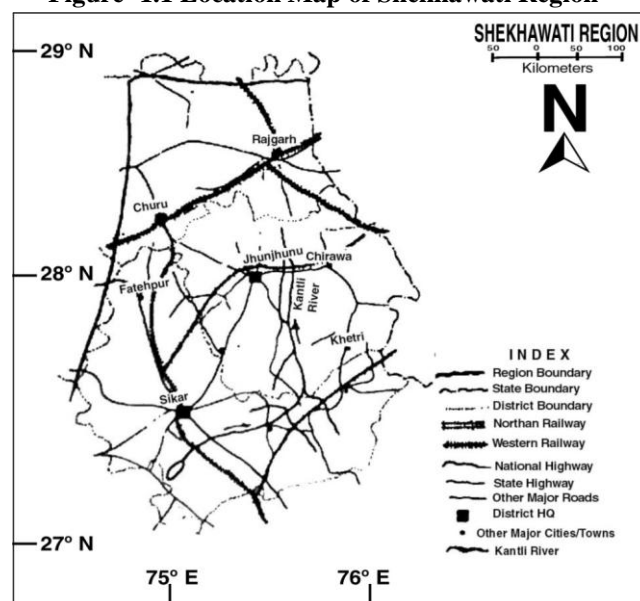 Figure 1.1 Location Map of Shekhawati Region
SHEKHAWATI REGION
50 0 50 100
Kilometers
N
29° N
28° N
27° N
75° E
76° E
Rajgarh
Churu
Jhunjhunu
Chirawa
Fatehpur
Kantli
River
Khetri
Sikar
INDEX
Region Boundary
State Boundary
District Boundary
Northan Railway
Western Railway
National Highway
State Highway
Other Major Roads
District HQ
Other Major Cities/Towns
Kantli River